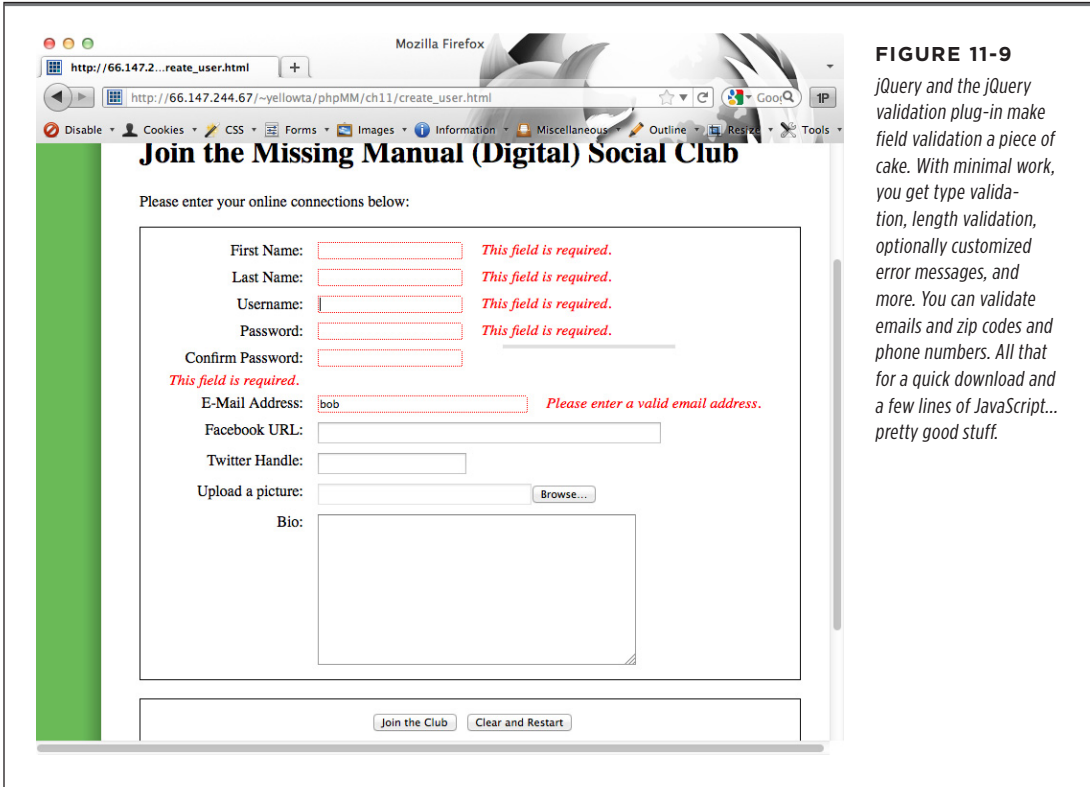 Mozilla Firefox
http://66.147.2...reate_user.html
+
http://66.147.244.67/~yellowta/phpMM/ch11/create_user.html
Goo
1P
Disable Cookies CSS Forms Images Information Miscellaneous Outline Resize Tools
Join the Missing Manual (Digital) Social Club
Please enter your online connections below:
First Name: This field is required.
Last Name: This field is required.
Username: This field is required.
Password: This field is required.
Confirm Password:
This field is required.
E-Mail Address: bob Please enter a valid email address.
Facebook URL:
Twitter Handle:
Upload a picture: Browse...
Bio:
Join the Club Clear and Restart
FIGURE 11-9
jQuery and the jQuery
validation plug-in make
field validation a piece of
cake. With minimal work,
you get type valida-
tion, length validation,
optionally customized
error messages, and
more. You can validate
emails and zip codes and
phone numbers. All that
for a quick download and
a few lines of JavaScript...
pretty good stuff.